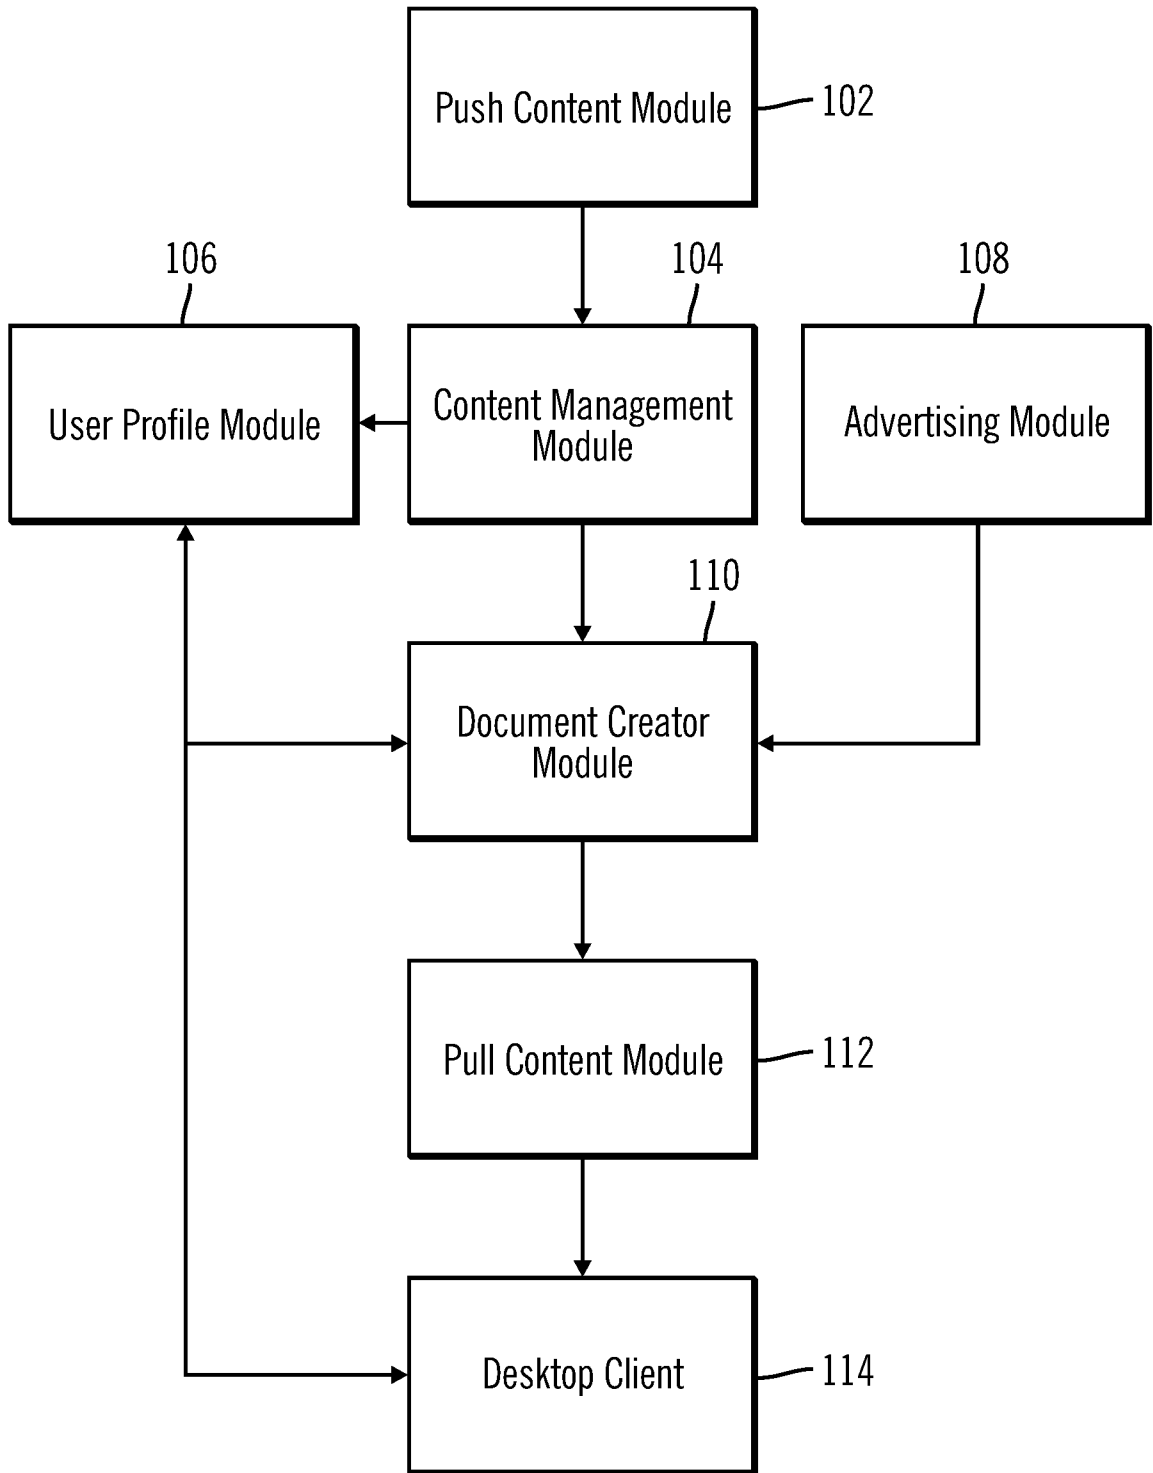 Push Content Module
102
106
104
108
User Profile Module
Content Management
Module
Advertising Module
110
Document Creator
Module
Pull Content Module
112
Desktop Client
114